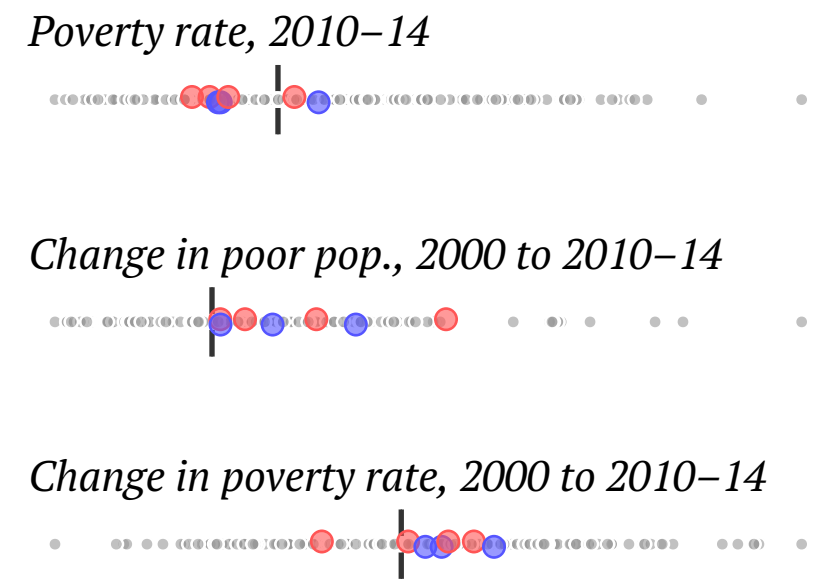 Poverty rate, 2010–14
Change in poor pop., 2000 to 2010–14
Change in poverty rate, 2000 to 2010–14